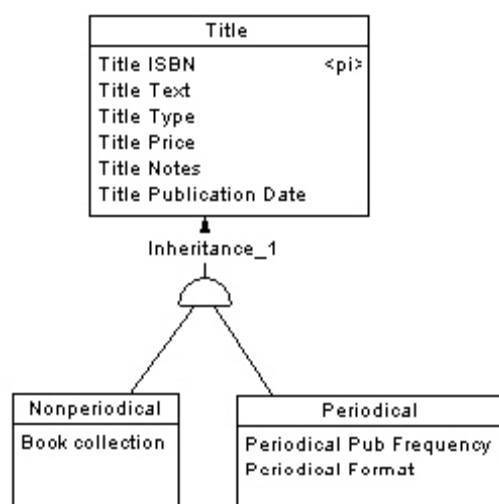 Title
Title ISBN <pi>
Title Text
Title Type
Title Price
Title Notes
Title Publication Date
Inheritance_1
Nonperiodical
Book collection
Periodical
Periodical Pub Frequency
Periodical Format